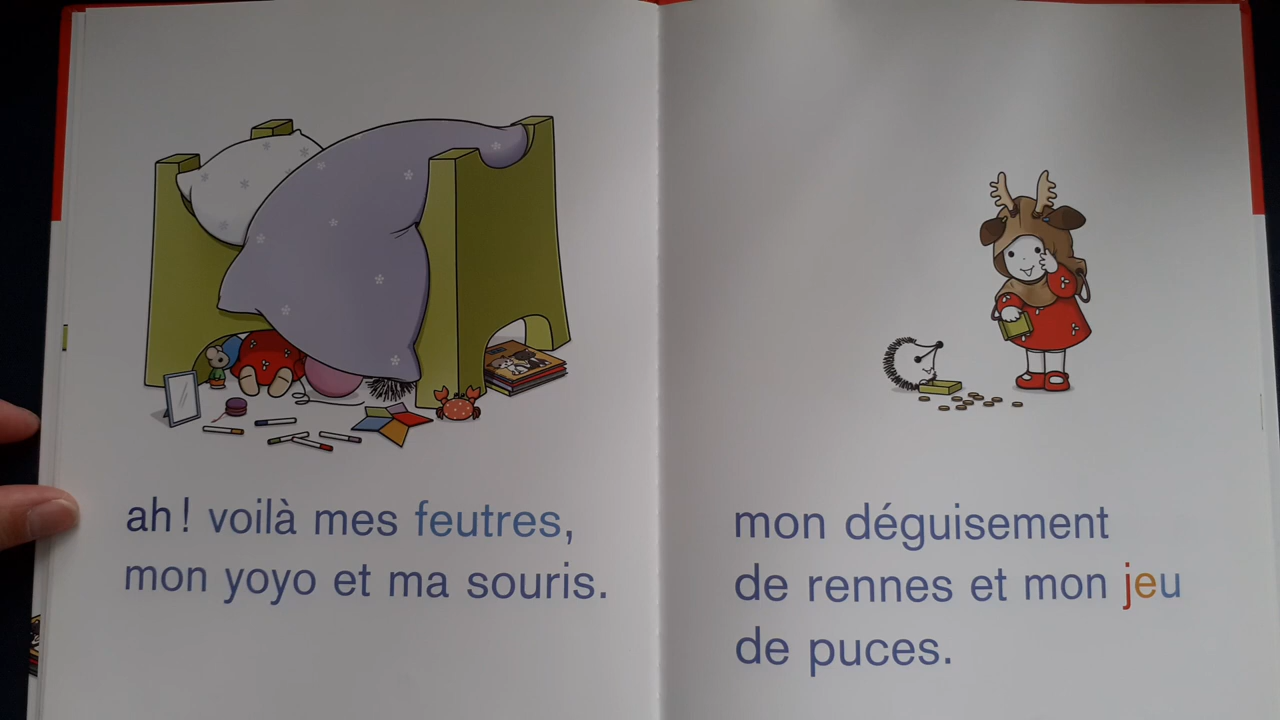 ah! voilà mes feutres,
mon yoyo et ma souris.
mon déguisement
de rennes et mon jeu
de puces.